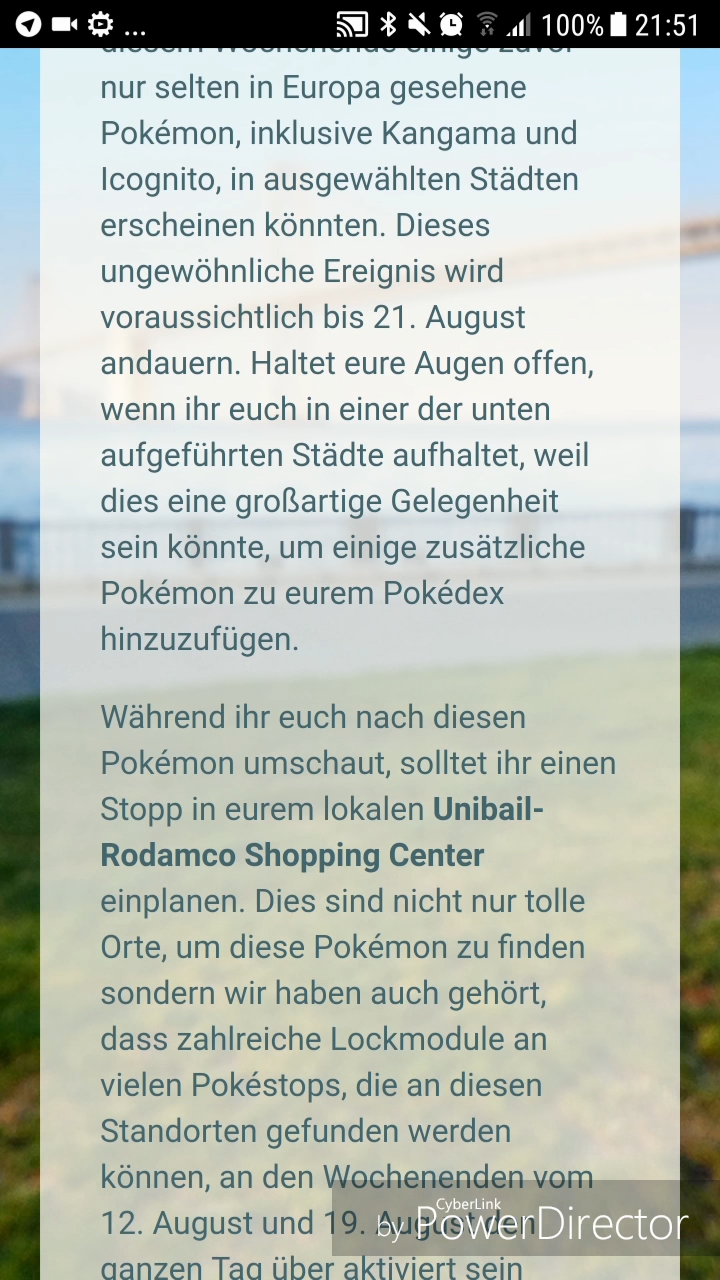 ... 100% 21:51
diesem Wochenende einige zuvor
nur selten in Europa gesehene
Pokémon, inklusive Kangama und
Icognito, in ausgewählten Städten
erscheinen könnten. Dieses
ungewöhnliche Ereignis wird
voraussichtlich bis 21. August
andauern. Haltet eure Augen offen,
wenn ihr euch in einer der unten
aufgeführten Städte aufhaltet, weil
dies eine großartige Gelegenheit
sein könnte, um einige zusätzliche
Pokémon zu eurem Pokédex
hinzuzufügen.
Während ihr euch nach diesen
Pokémon umschaut, solltet ihr einen
Stopp in eurem lokalen Unibail-
Rodamco Shopping Center
einplanen. Dies sind nicht nur tolle
Orte, um diese Pokémon zu finden
sondern wir haben auch gehört,
dass zahlreiche Lockmodule an
vielen Pokéstops, die an diesen
Standorten gefunden werden
können, an den Wochenenden vom
12. August und 19. August den
ganzen Tag über aktiviert sein
CyberLink
by PowerDirector